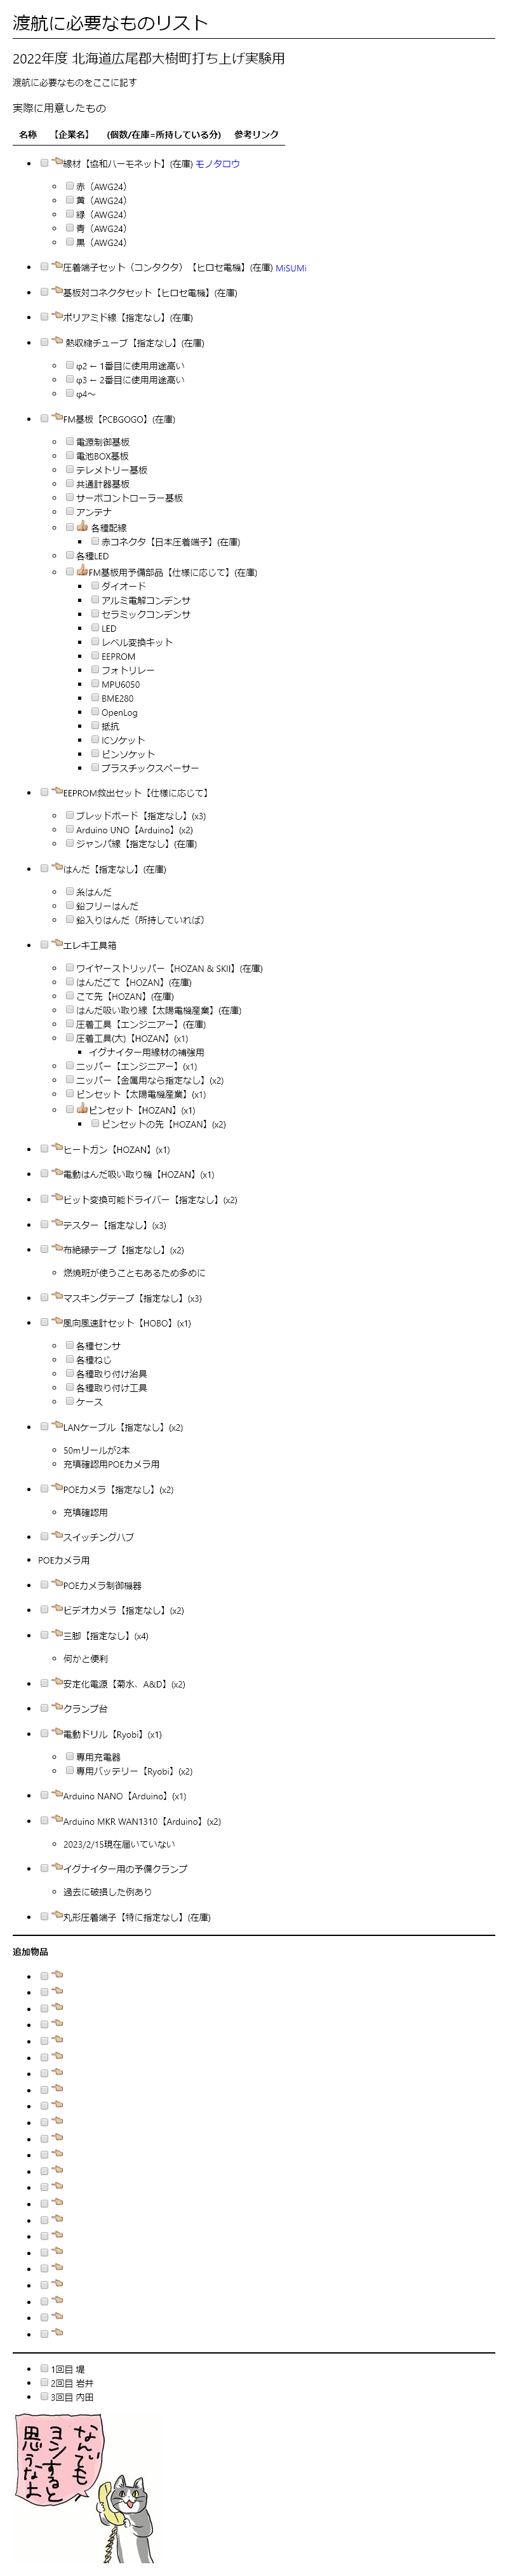 渡航に必要なものリスト
2022年度 北海道広尾郡大樹町打ち上げ実験用
渡航に必要なものをここに記す
実際に用意したもの
名称 【企業名】 (個数/在庫=所持している分) 参考リンク
線材【協和ハーモネット】(在庫) モノタロウ
赤（AWG24）
黄（AWG24）
緑（AWG24）
青（AWG24）
黒（AWG24）
圧着端子セット（コンタクタ）【ヒロセ電機】(在庫) MiSUMi
基板対コネクタセット【ヒロセ電機】(在庫)
ポリアミド線【指定なし】(在庫)
熱収縮チューブ【指定なし】(在庫)
φ2 ← 1番目に使用用途高い
φ3 ← 2番目に使用用途高い
φ4～
FM基板【PCBGOGO】(在庫)
電源制御基板
電池BOX基板
テレメトリー基板
共通計器基板
サーボコントローラー基板
アンテナ
各種配線
赤コネクタ【日本圧着端子】(在庫)
各種LED
FM基板用予備部品【仕様に応じて】(在庫)
ダイオード
アルミ電解コンデンサ
セラミックコンデンサ
LED
レベル変換キット
EEPROM
フォトリレー
MPU6050
BME280
OpenLog
抵抗
ICソケット
ピンソケット
プラスチックスペーサー
EEPROM救出セット【仕様に応じて】
ブレッドボード【指定なし】(x3)
Arduino UNO【Arduino】(x2)
ジャンパ線【指定なし】(在庫)
はんだ【指定なし】(在庫)
糸はんだ
鉛フリーはんだ
鉛入りはんだ（所持していれば）
エレキ工具箱
ワイヤーストリッパー【HOZAN & SKIl】(在庫)
はんだごて【HOZAN】(在庫)
こて先【HOZAN】(在庫)
はんだ吸い取り線【太陽電機産業】(在庫)
圧着工具【エンジニアー】(在庫)
圧着工具(大)【HOZAN】(x1)
イグナイター用線材の補強用
ニッパー【エンジニアー】(x1)
ニッパー【金属用なら指定なし】(x2)
ピンセット【太陽電機産業】(x1)
ピンセット【HOZAN】(x1)
ピンセットの先【HOZAN】(x2)
ヒートガン【HOZAN】(x1)
電動はんだ吸い取り機【HOZAN】(x1)
ビット変換可能ドライバー【指定なし】(x2)
テスター【指定なし】(x3)
布絶縁テープ【指定なし】(x2)
燃焼班が使うこともあるため多めに
マスキングテープ【指定なし】(x3)
風向風速計セット【HOBO】(x1)
各種センサ
各種ねじ
各種取り付け治具
各種取り付け工具
ケース
LANケーブル【指定なし】(x2)
50mリールが2本
充填確認用POEカメラ用
POEカメラ【指定なし】(x2)
充填確認用
スイッチングハブ
POEカメラ用
POEカメラ制御機器
ビデオカメラ【指定なし】(x2)
三脚【指定なし】(x4)
何かと便利
安定化電源【菊水、A&D】(x2)
クランプ台
電動ドリル【Ryobi】(x1)
専用充電器
専用バッテリー【Ryobi】(x2)
Arduino NANO【Arduino】(x1)
Arduino MKR WAN1310【Arduino】(x2)
2023/2/15現在届いていない
イグナイター用の予備クランプ
過去に破損した例あり
丸形圧着端子【特に指定なし】(在庫)
追加物品
1回目 堤
2回目 岩井
3回目 内田
なんでも
ヨシすると
思うなよ